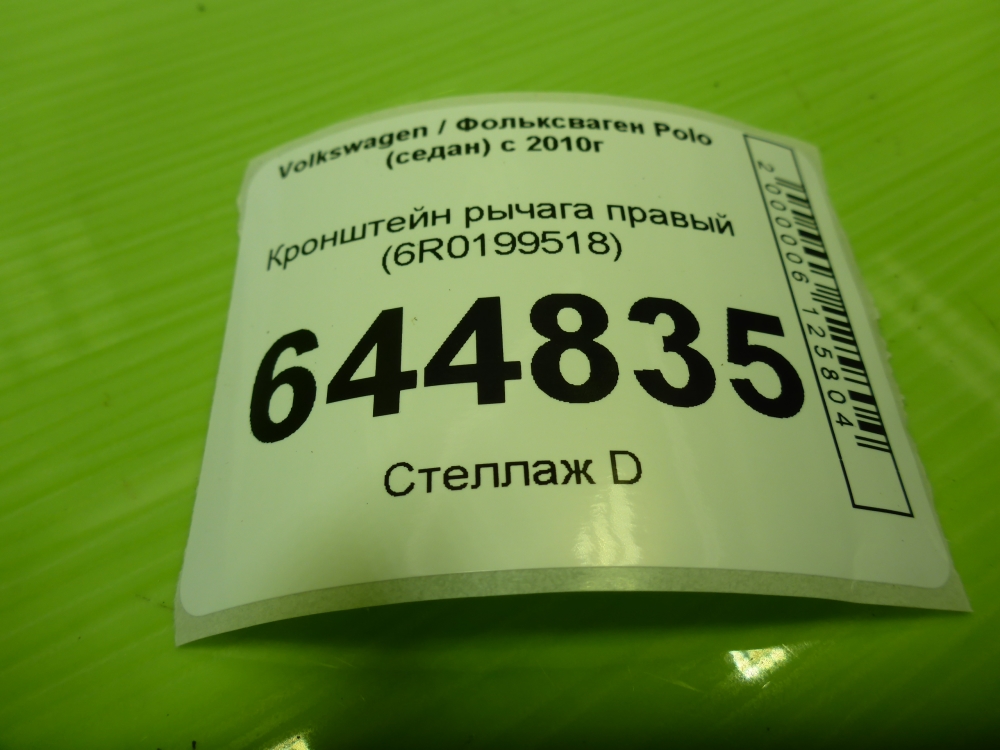 Volkswagen / Фольксваген Polo
(седан) с 2010г
Кронштейн рычага правый
(6R0199518)
644835
Стеллаж D
2000006125804